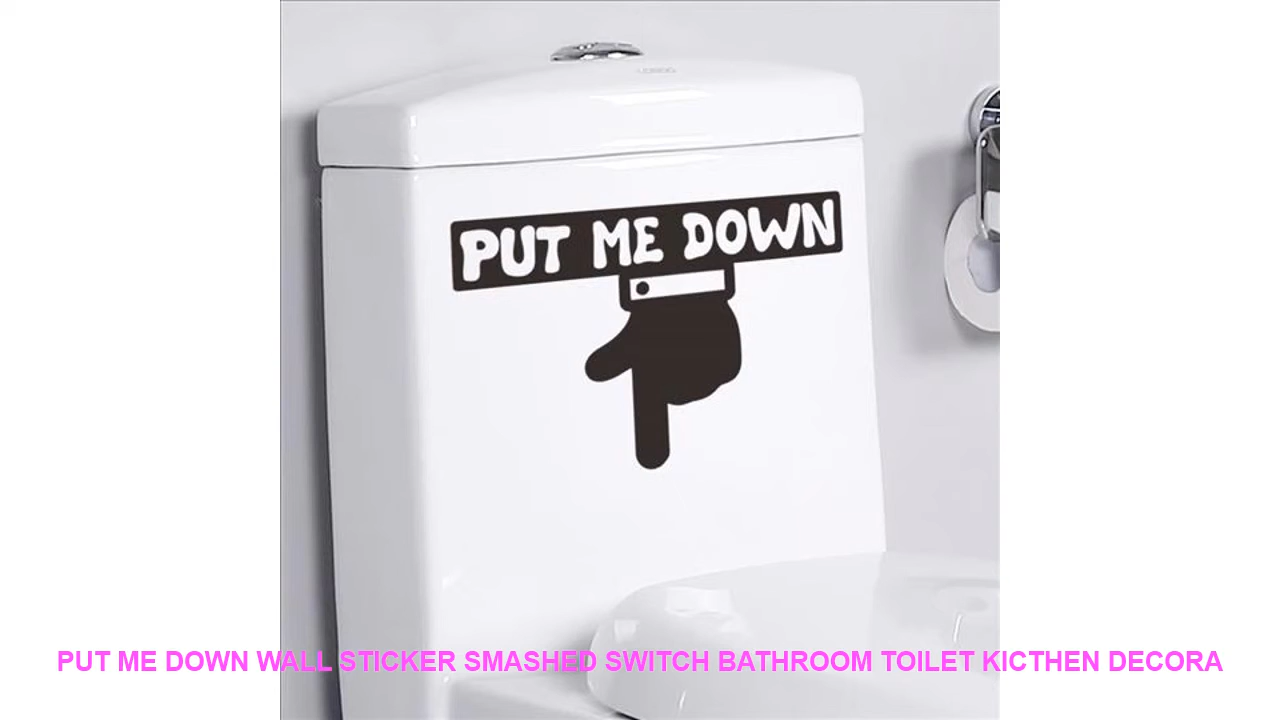 PUT ME DOWN
PUT ME DOWN WALL STICKER SMASHED SWITCH BATHROOM TOILET KICTHEN DECORA